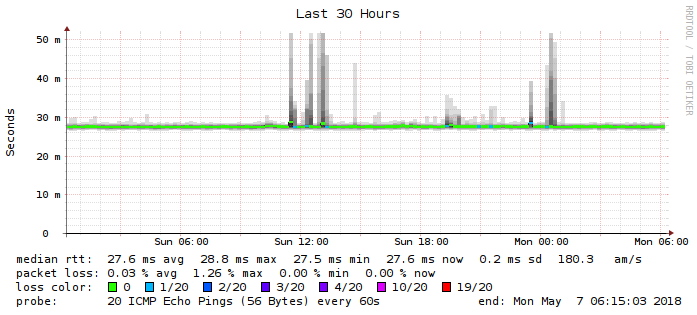 Last 30 Hours
RRDTOOL / TOBI OETIKER
Seconds
50 m
40 m
30 m
20 m
10 m
0
Sun 06:00 Sun 12:00 Sun 18:00 Mon 00:00 Mon 06:00
median rtt: 27.6 ms avg 28.8 ms max 27.5 ms min 27.6 ms now 0.2 ms sd 180.3 am/s
packet loss: 0.03 % avg 1.26 % max 0.00 % min 0.00 % now
loss color: 0 1/20 2/20 3/20 4/20 10/20 19/20
probe: 20 ICMP Echo Pings (56 Bytes) every 60s end: Mon May 7 06:15:03 2018